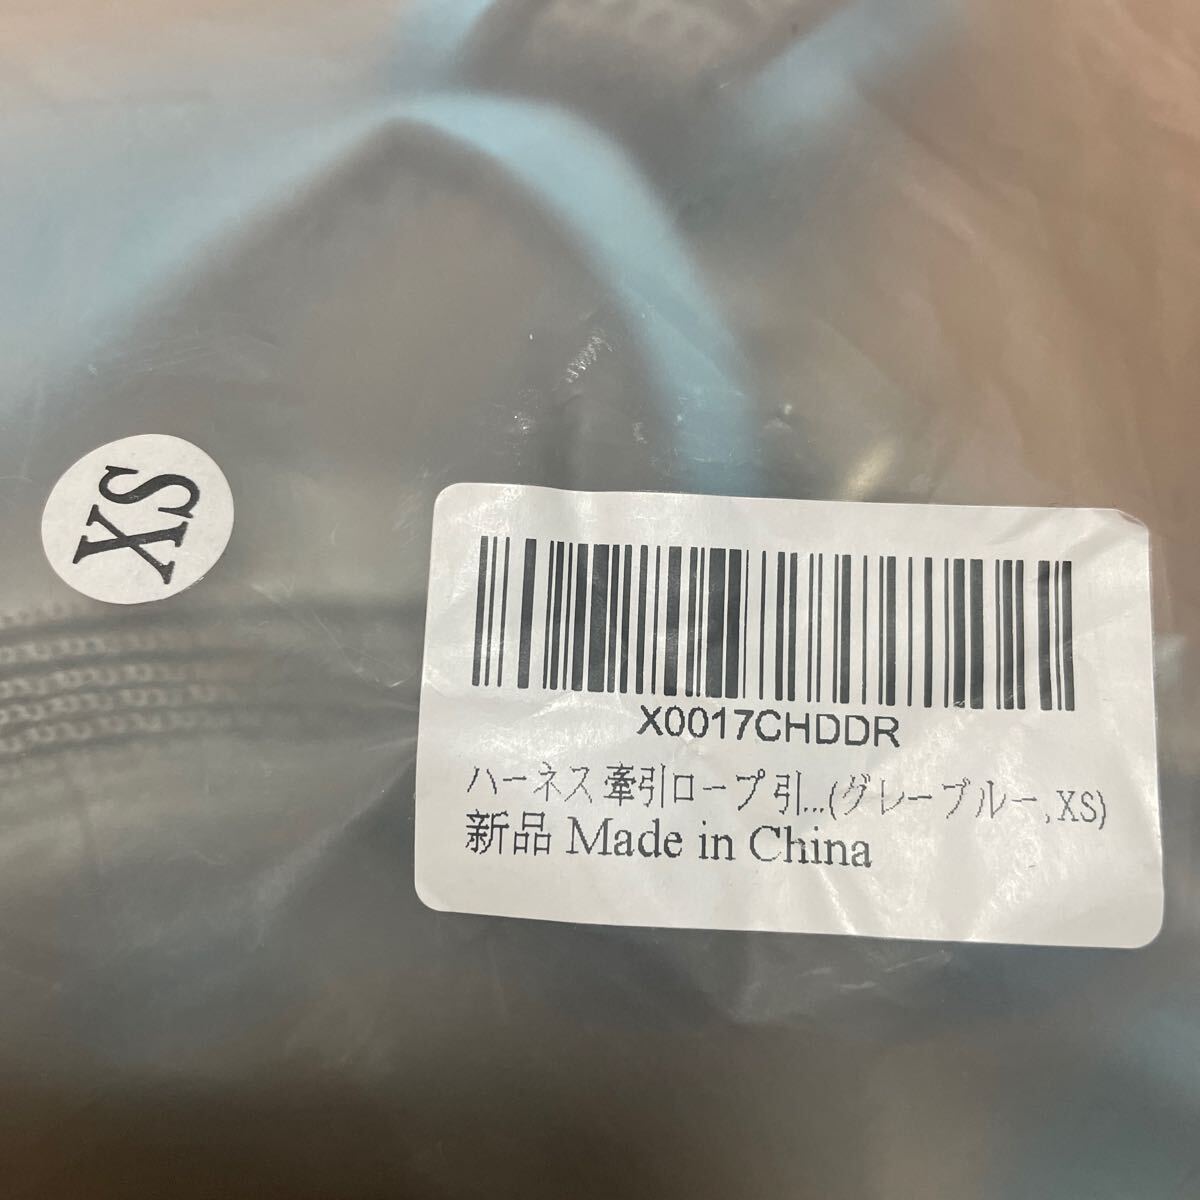 XS
X0017CHDDR
ハーネス 牽引ロープ 引...(グレーブルー,XS)
新品 Made in China